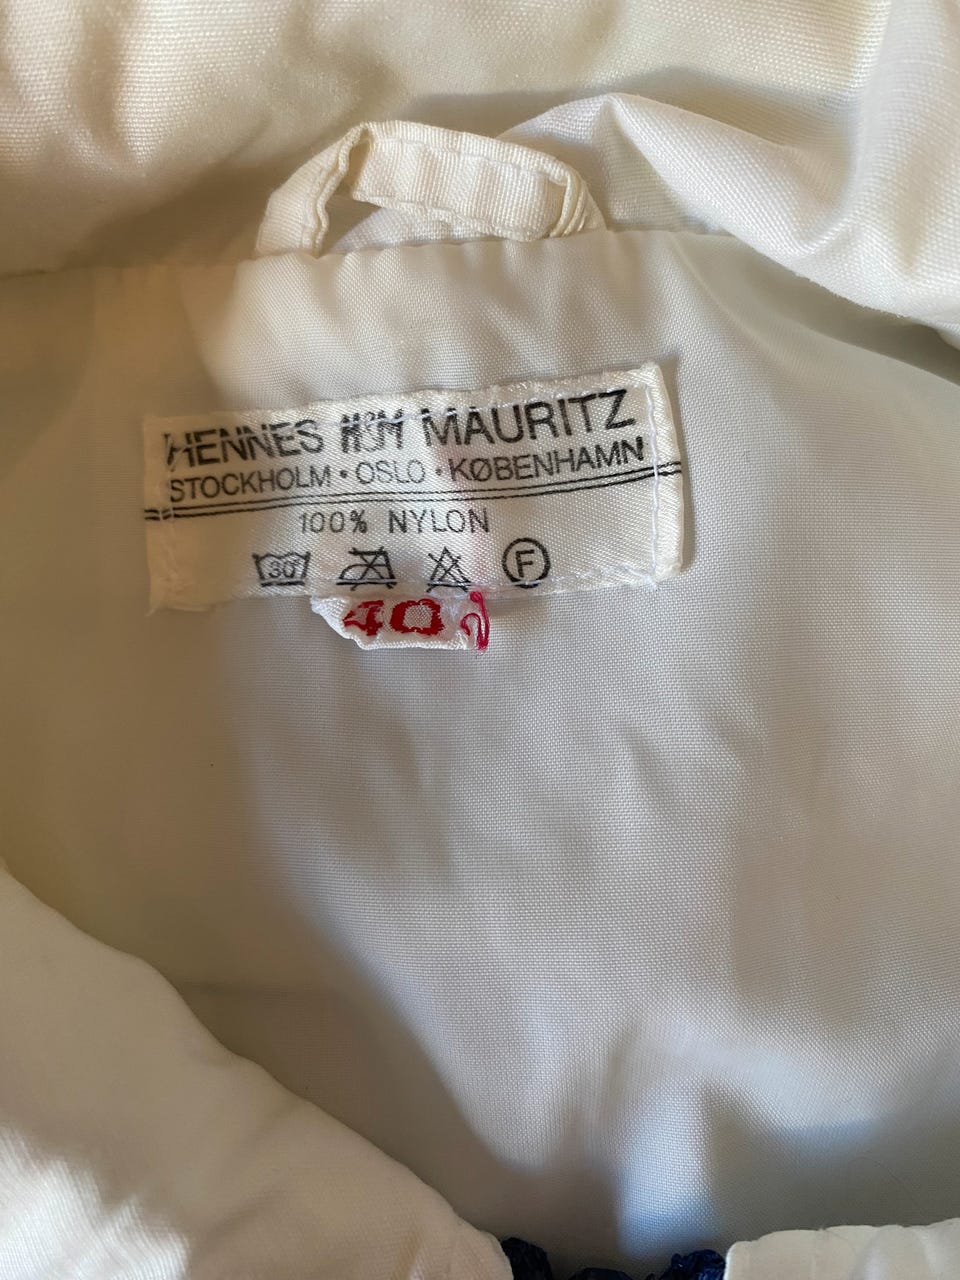 HENNES H&M MAURITZ
STOCKHOLM · OSLO · KØBENHAMN
100% NYLON
30 F
40